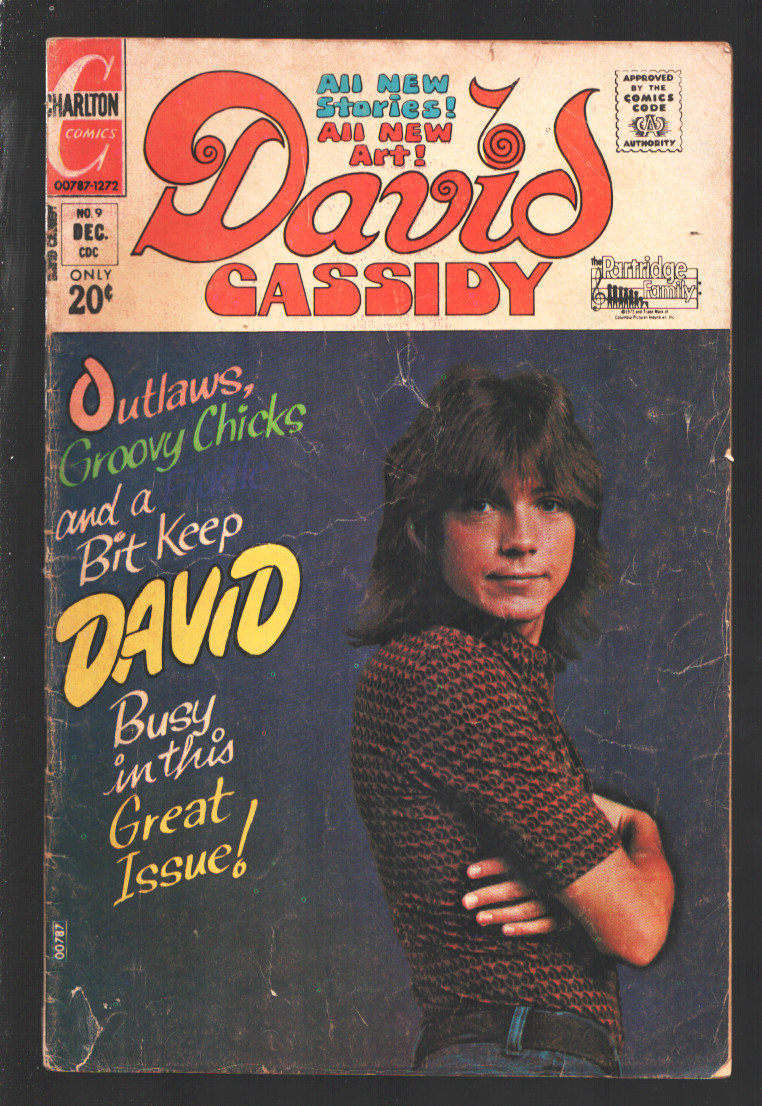 CHARLTON
COMICS
00787-1272
NO. 9
DEC.
CDC
ONLY
20¢
All NEW
Stories!
All NEW
Art!
David
CASSIDY
APPROVED
BY THE
COMICS
CODE
CA
AUTHORITY
the Partridge
Family
Outlaws,
Groovy Chicks
and a
Bit Keep
DAVID
Busy
in this
Great
Issue!
00787